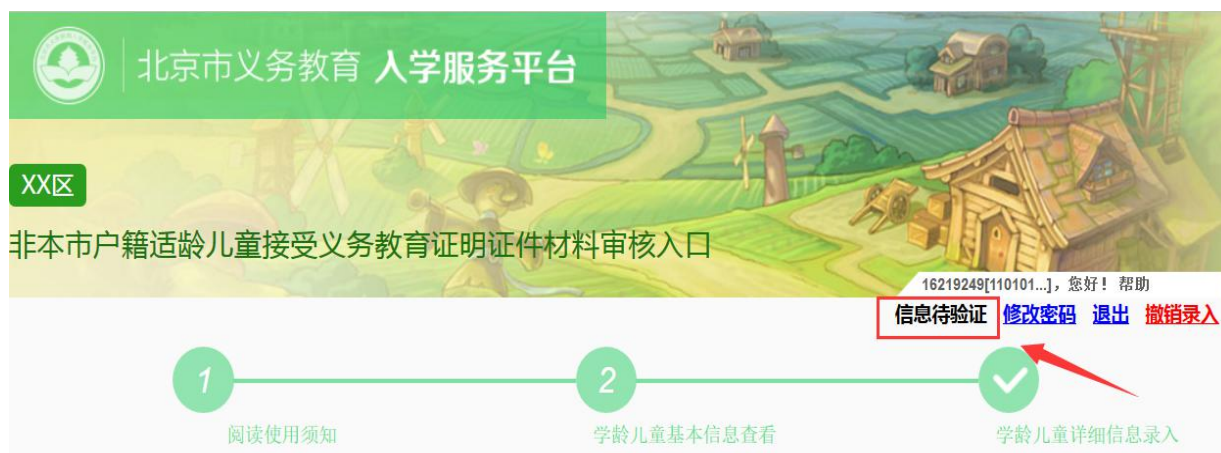 北京市义务教育 入学服务平台
XX区
非本市户籍适龄儿童接受义务教育证明证件材料审核入口
16219249[110101...]，您好！ 帮助
信息待验证 修改密码 退出 撤销录入
1 2
阅读使用须知 学龄儿童基本信息查看 学龄儿童详细信息录入